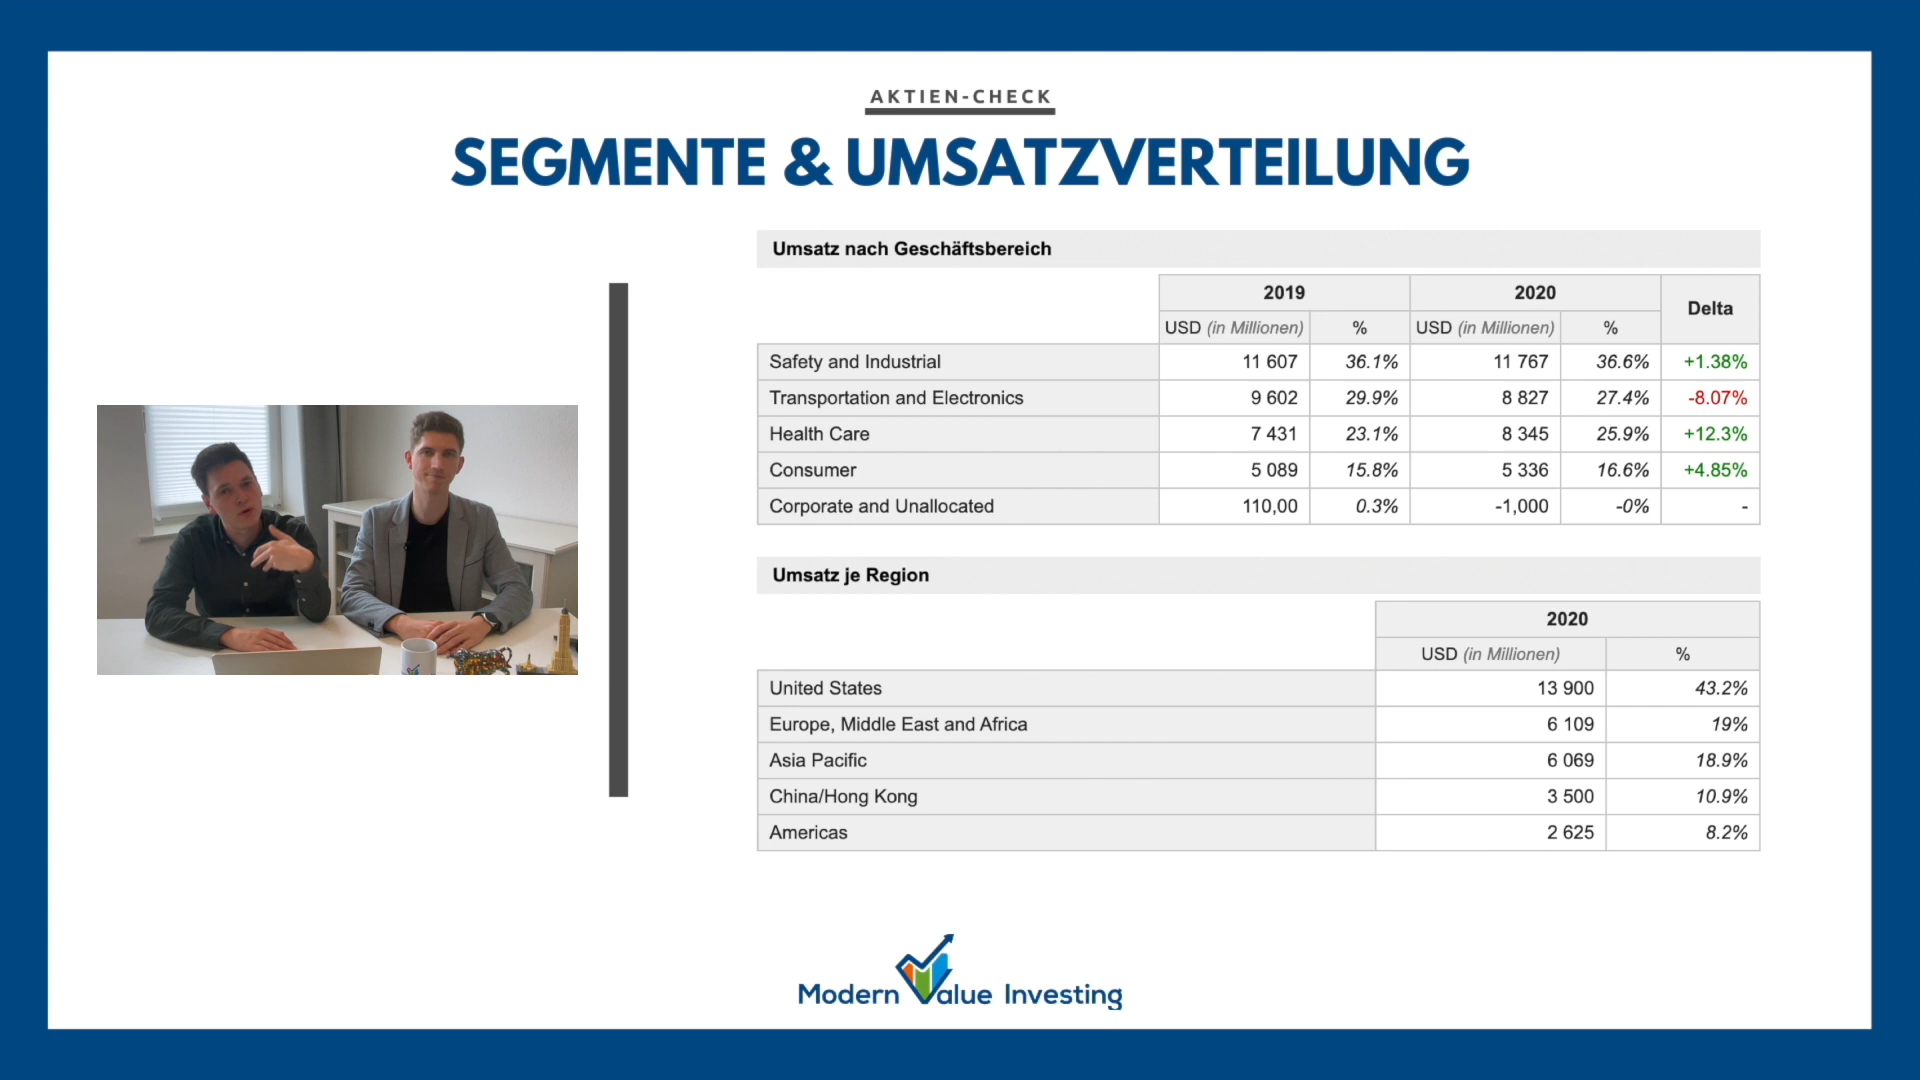 AKTIEN-CHECK
SEGMENTE & UMSATZVERTEILUNG
Umsatz nach Geschäftsbereich
2019 2020 Delta
USD (in Millionen) % USD (in Millionen) %
Safety and Industrial 11 607 36.1% 11 767 36.6% +1.38%
Transportation and Electronics 9 602 29.9% 8 827 27.4% -8.07%
Health Care 7 431 23.1% 8 345 25.9% +12.3%
Consumer 5 089 15.8% 5 336 16.6% +4.85%
Corporate and Unallocated 110,00 0.3% -1,000 -0% -
Umsatz je Region
2020
USD (in Millionen) %
United States 13 900 43.2%
Europe, Middle East and Africa 6 109 19%
Asia Pacific 6 069 18.9%
China/Hong Kong 3 500 10.9%
Americas 2 625 8.2%
Modern Value Investing